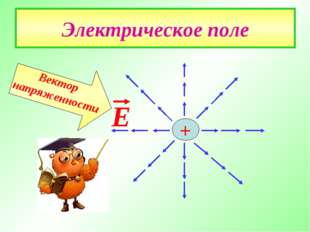 Электрическое поле
Вектор
напряженности
E
+